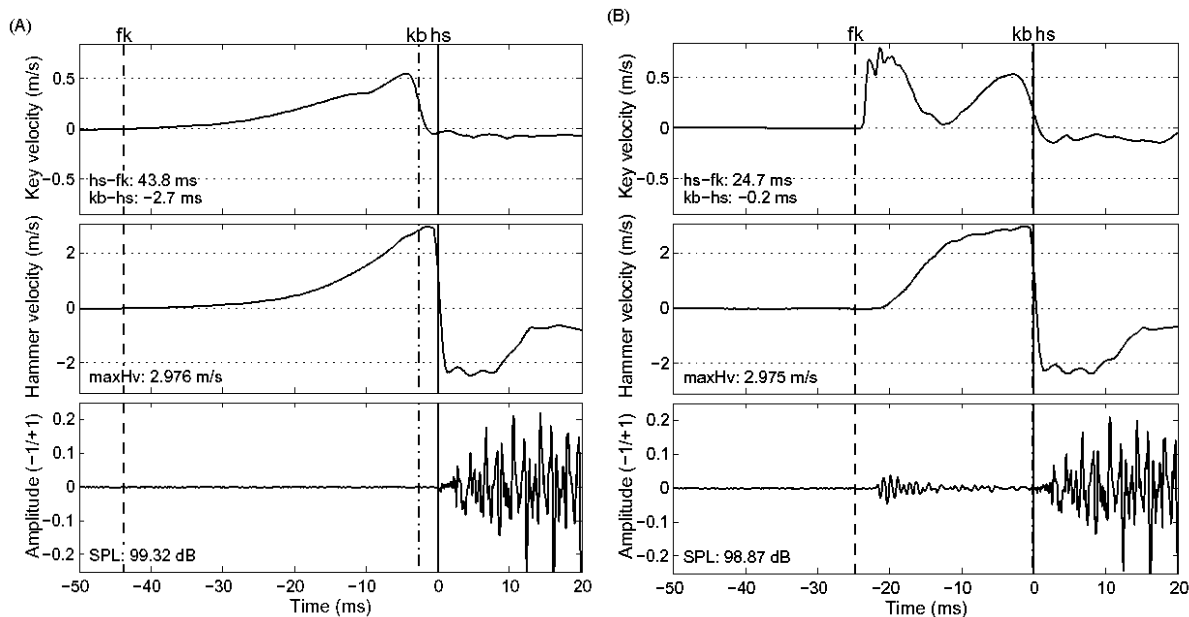 (A)
fk kb hs
Key velocity (m/s)
0.5
0
−0.5
hs-fk: 43.8 ms
kb-hs: −2.7 ms
Hammer velocity (m/s)
2
0
−2
maxHv: 2.976 m/s
Amplitude (−1/+1)
0.2
0.1
0
−0.1
−0.2
SPL: 99.32 dB
−50 −40 −30 −20 −10 0 10 20
Time (ms)
(B)
fk kb hs
Key velocity (m/s)
0.5
0
−0.5
hs-fk: 24.7 ms
kb-hs: −0.2 ms
Hammer velocity (m/s)
2
0
−2
maxHv: 2.975 m/s
Amplitude (−1/+1)
0.2
0.1
0
−0.1
−0.2
SPL: 98.87 dB
−50 −40 −30 −20 −10 0 10 20
Time (ms)